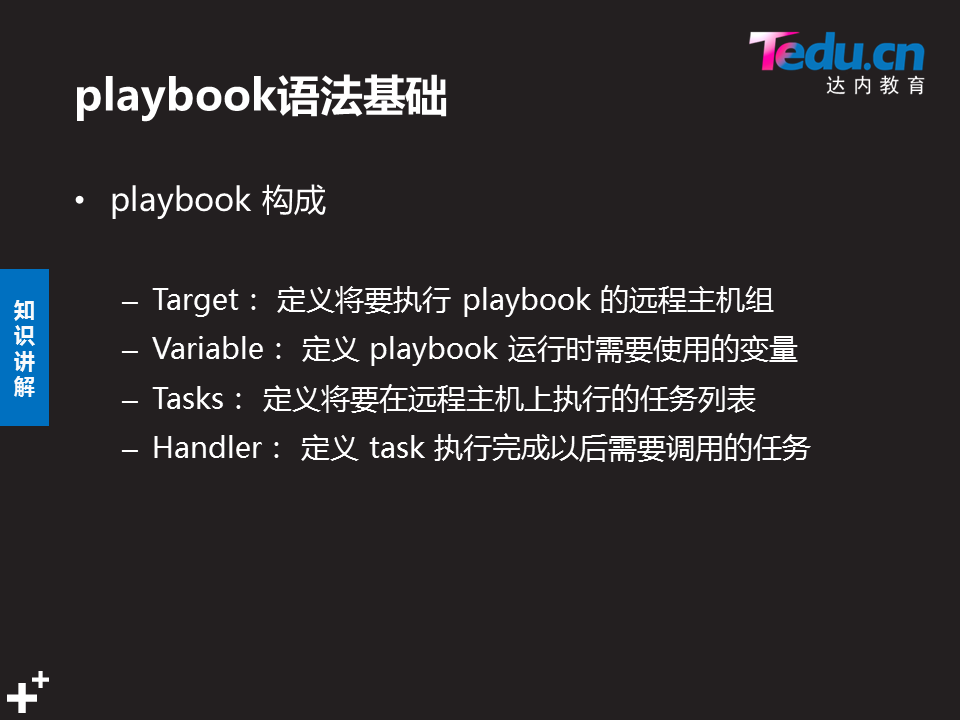 Tedu.cn
达内教育
playbook语法基础
• playbook 构成
– Target： 定义将要执行 playbook 的远程主机组
– Variable： 定义 playbook 运行时需要使用的变量
– Tasks： 定义将要在远程主机上执行的任务列表
– Handler： 定义 task 执行完成以后需要调用的任务
知
识
讲
解